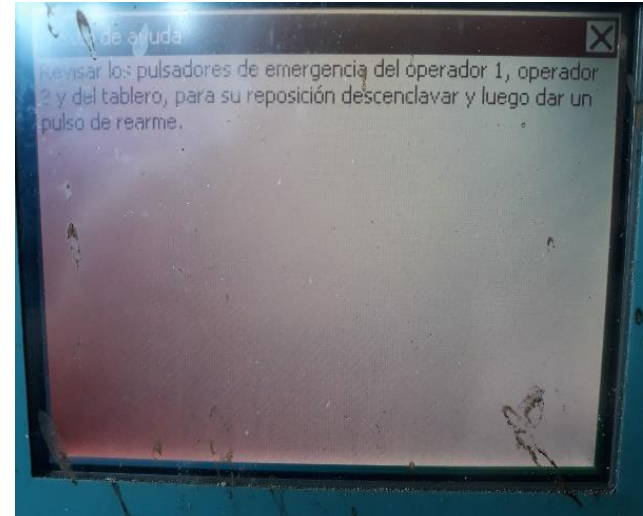 de ayuda
Revisar los pulsadores de emergencia del operador 1, operador
2 y del tablero, para su reposición descenclavar y luego dar un
pulso de rearme.